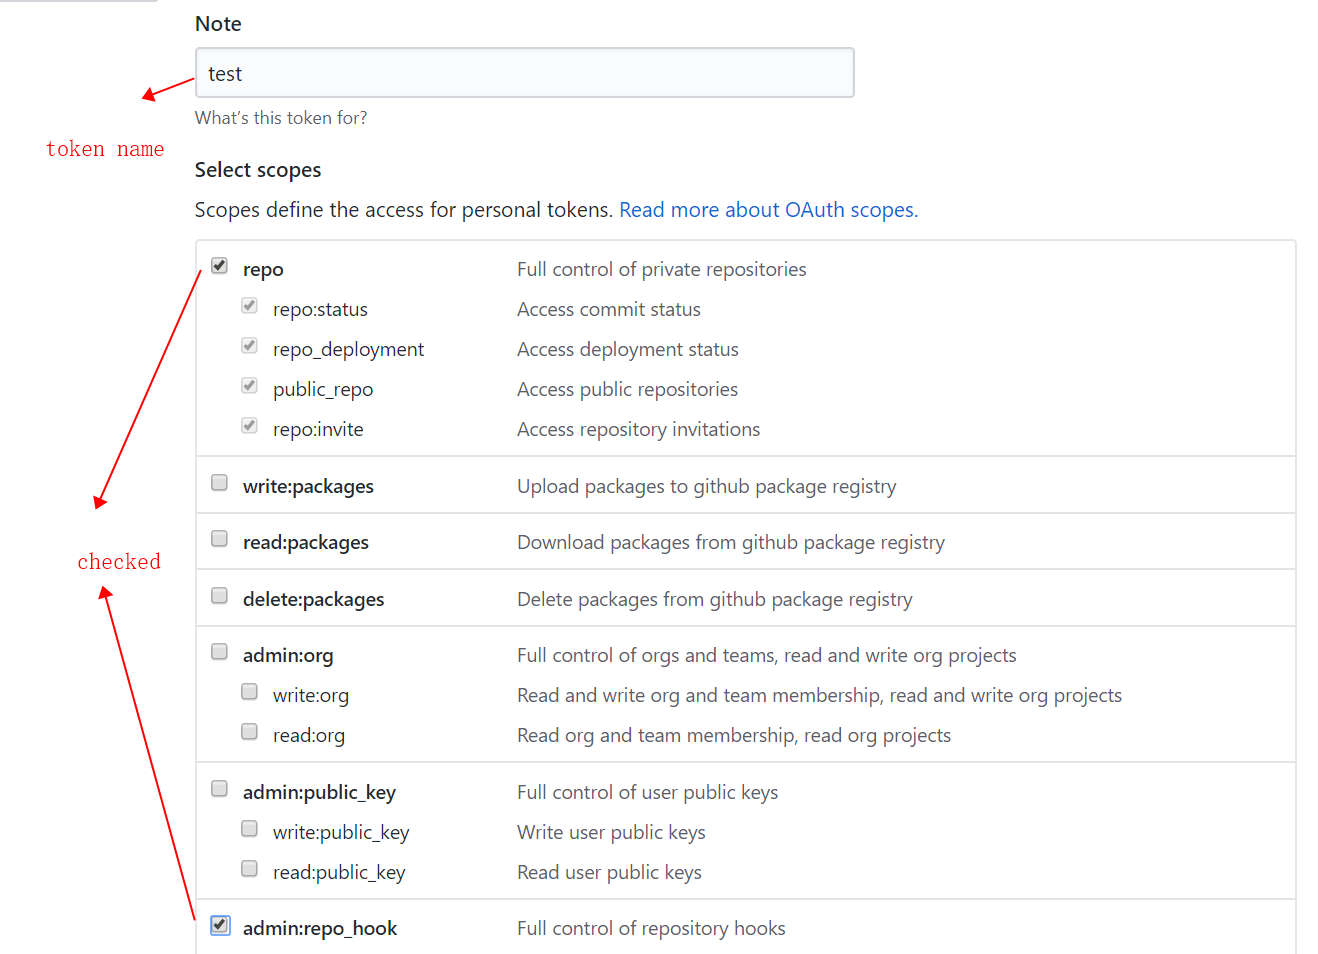 Note
test
What's this token for?
token name
Select scopes
Scopes define the access for personal tokens. Read more about OAuth scopes.
repo Full control of private repositories
repo:status Access commit status
repo_deployment Access deployment status
public_repo Access public repositories
repo:invite Access repository invitations
write:packages Upload packages to github package registry
read:packages Download packages from github package registry
checked
delete:packages Delete packages from github package registry
admin:org Full control of orgs and teams, read and write org projects
write:org Read and write org and team membership, read and write org projects
read:org Read org and team membership, read org projects
admin:public_key Full control of user public keys
write:public_key Write user public keys
read:public_key Read user public keys
admin:repo_hook Full control of repository hooks